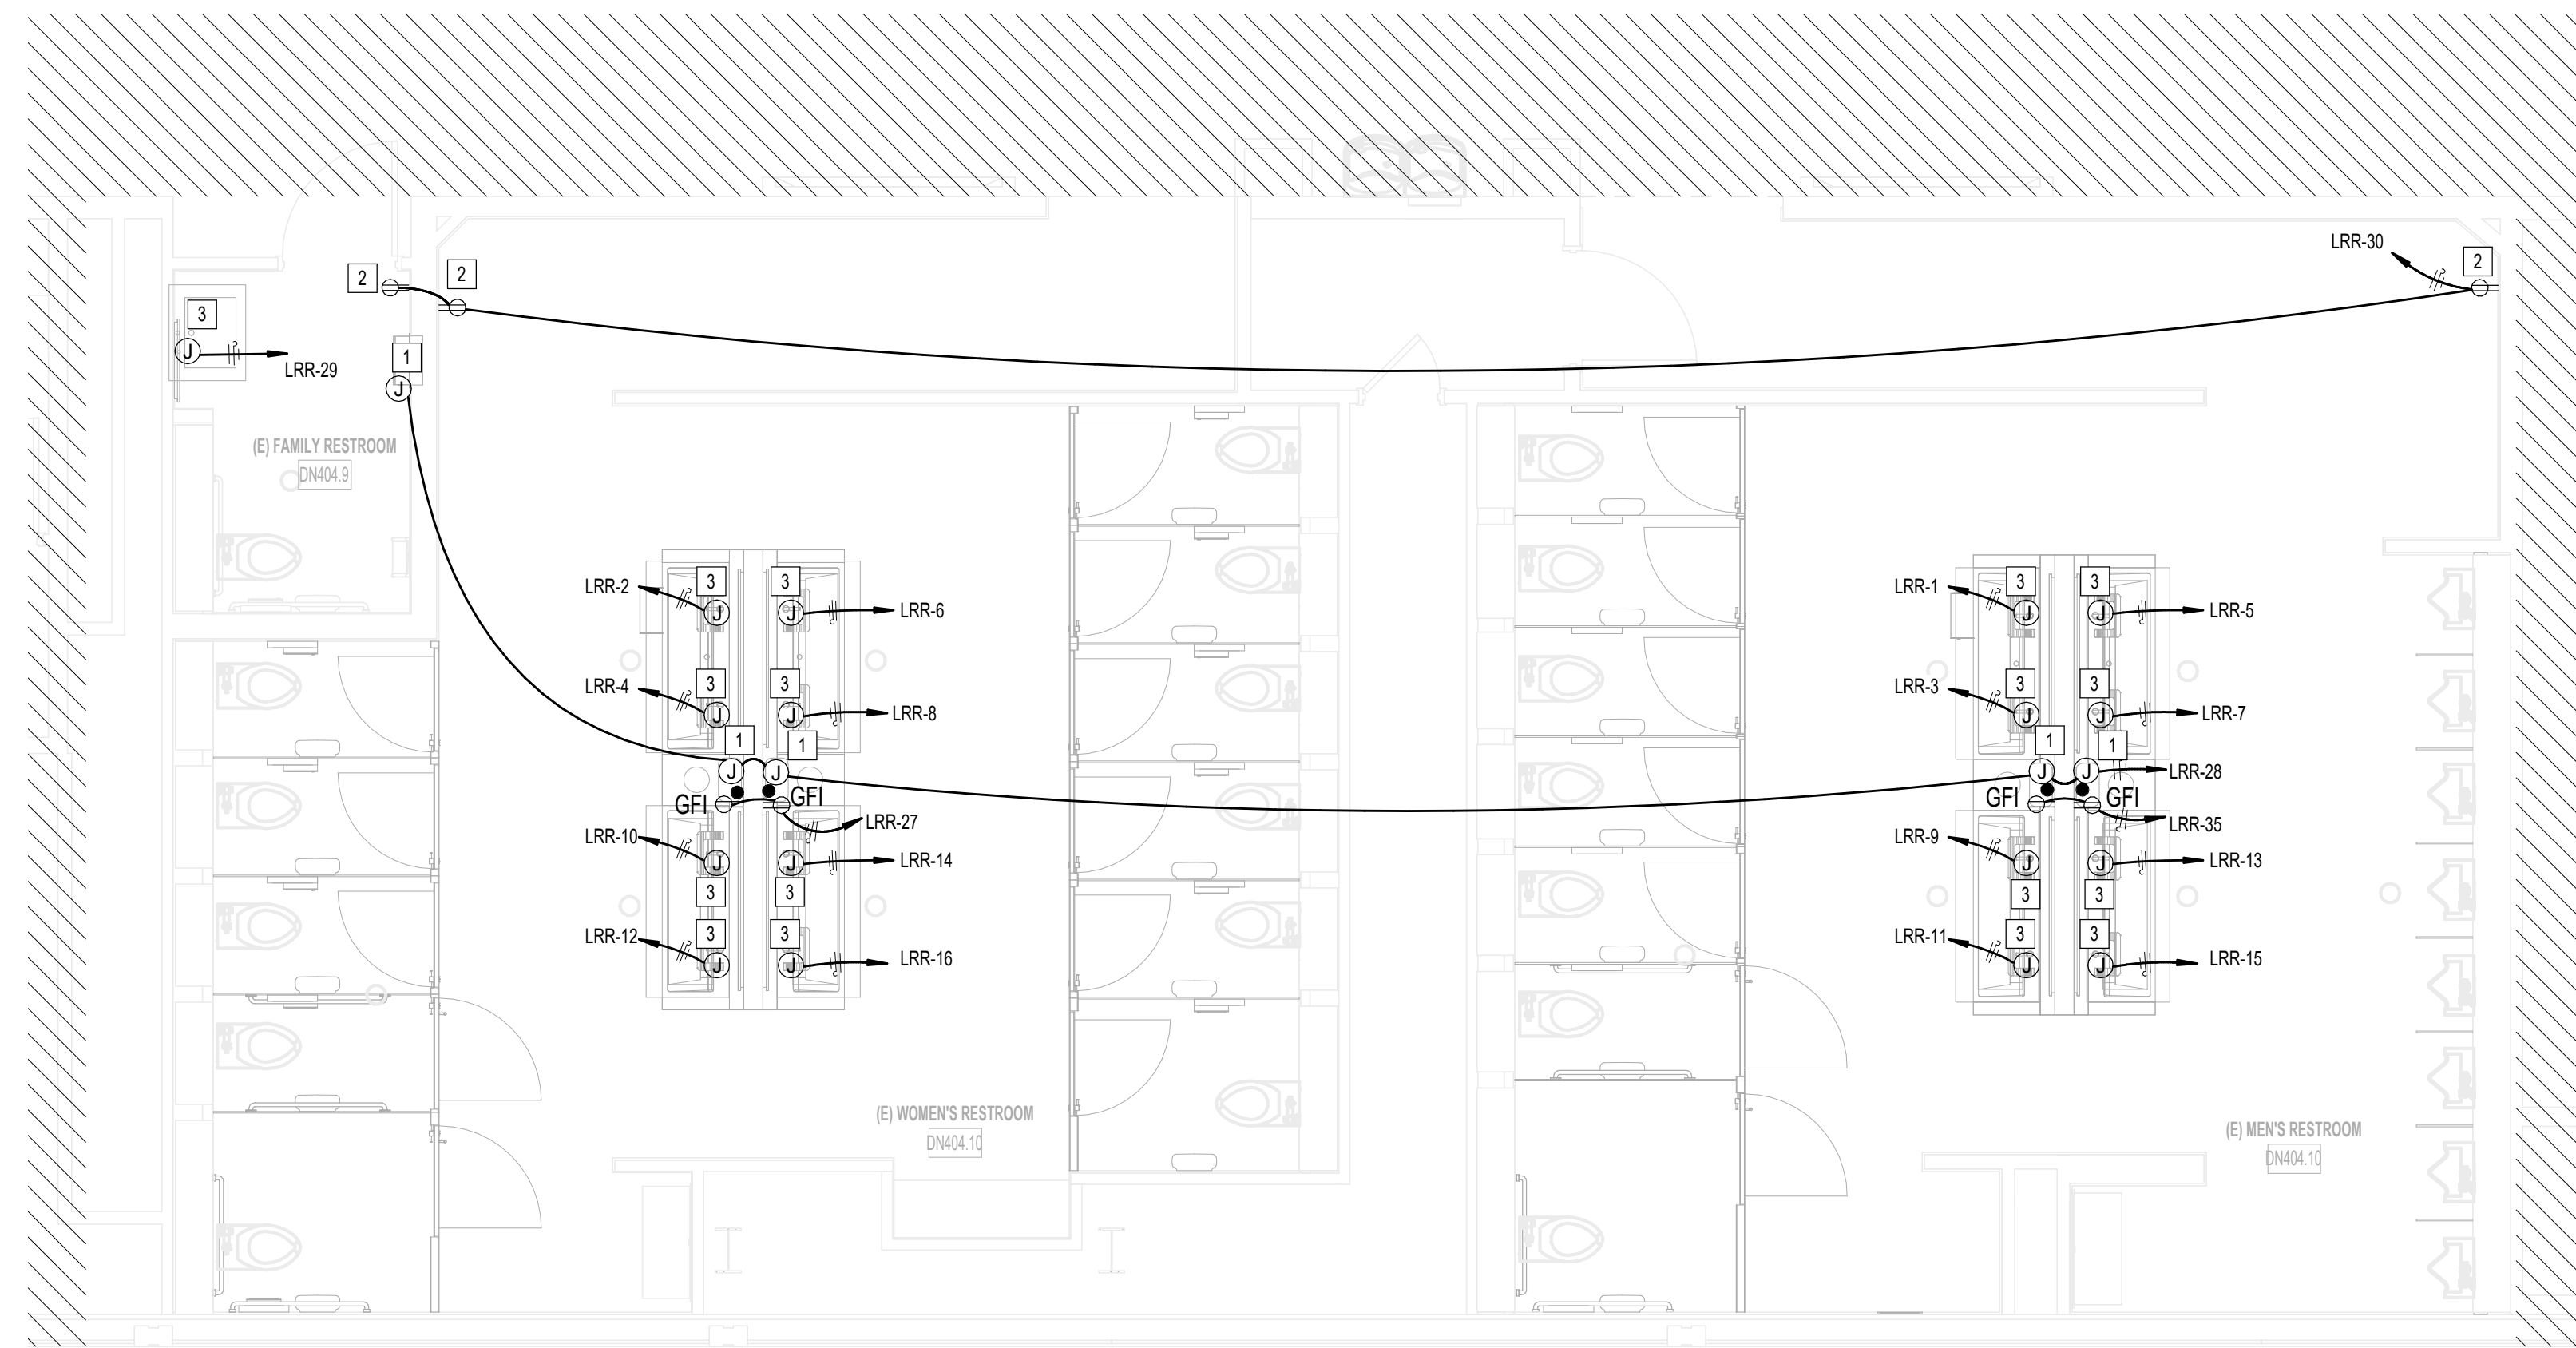 LRR-30
2
2
2
3
J
LRR-29
1
J
(E) FAMILY RESTROOM
DN404.9
LRR-2
3
3
J
J
LRR-6
LRR-4
3
3
J
J
LRR-8
1
1
J
J
GFI
GFI
LRR-27
LRR-10
J
J
LRR-14
3
3
LRR-12
3
3
J
J
LRR-16
(E) WOMEN'S RESTROOM
DN404.10
LRR-1
3
3
J
J
LRR-5
LRR-3
3
3
J
J
LRR-7
1
1
J
J
LRR-28
GFI
GFI
LRR-35
LRR-9
J
J
LRR-13
3
3
LRR-11
3
3
J
J
LRR-15
(E) MEN'S RESTROOM
DN404.10